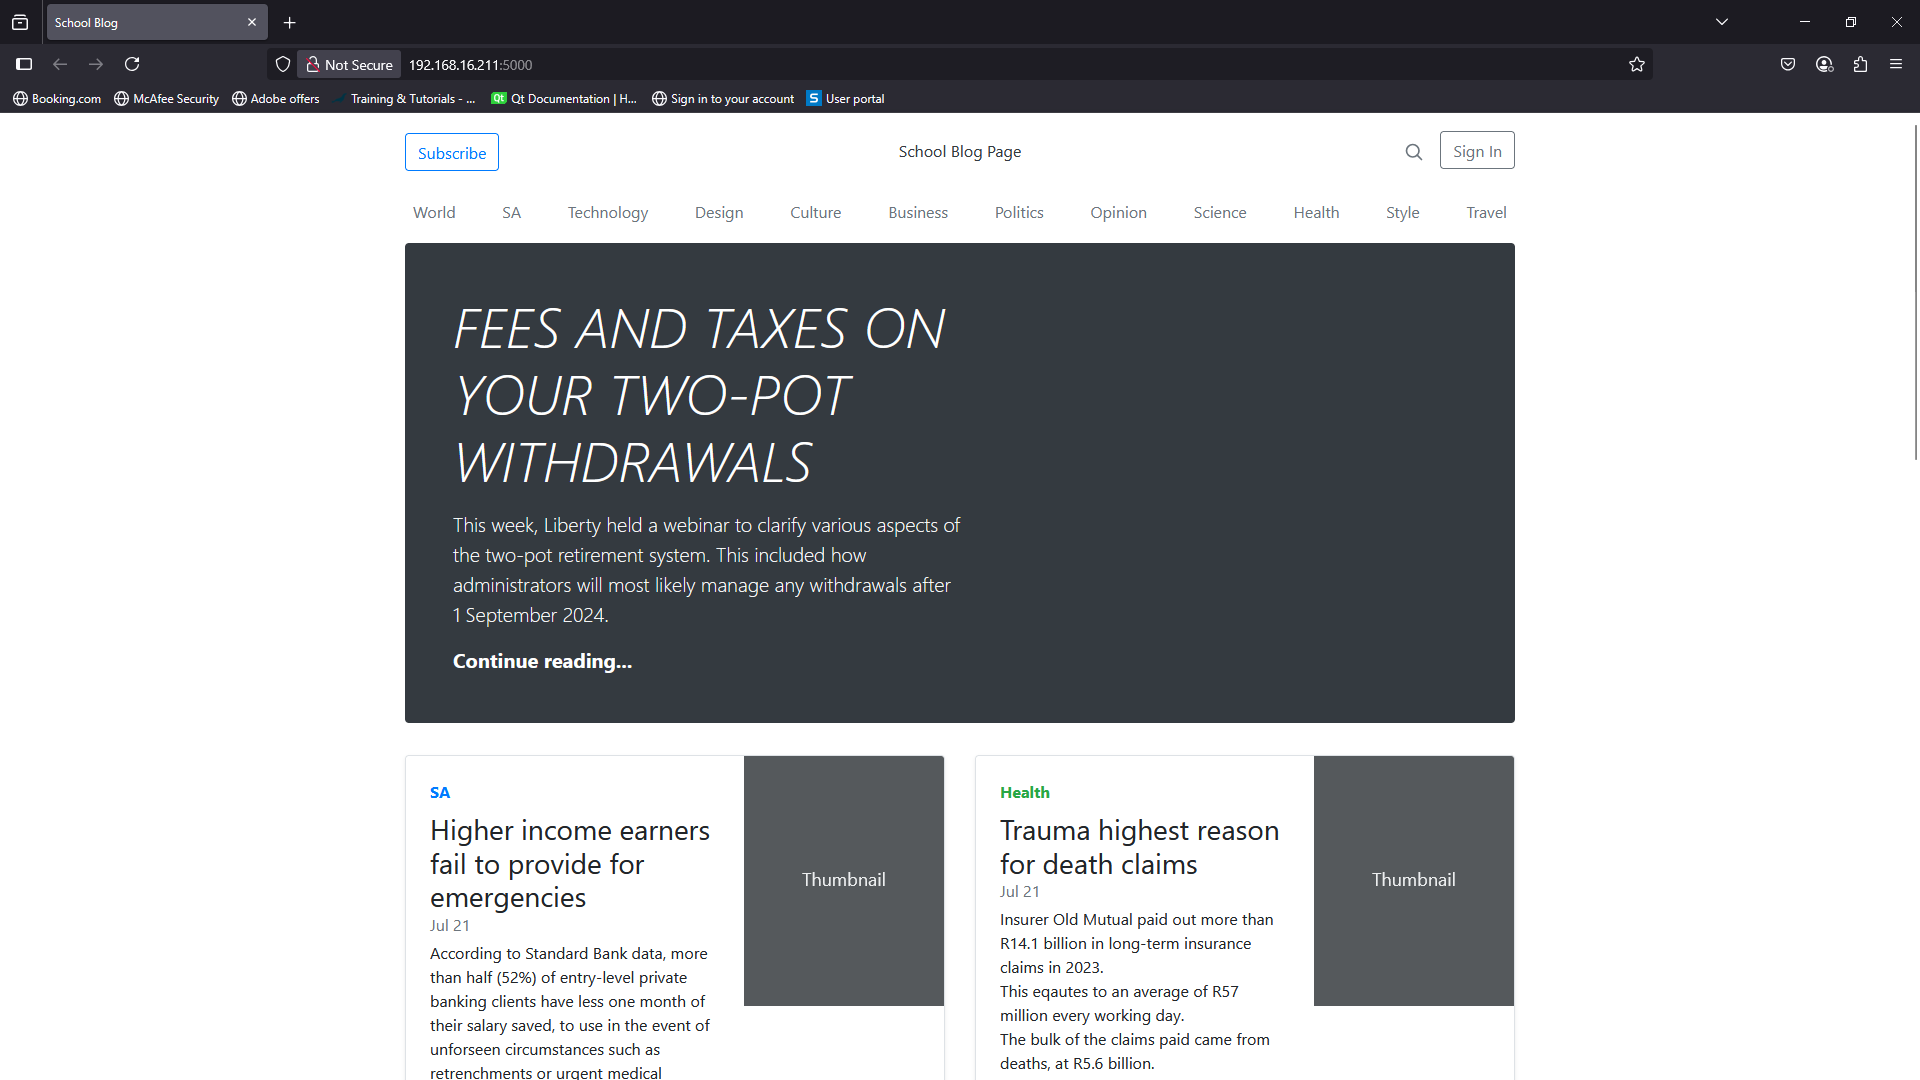 School Blog
Not Secure
192.168.16.211:5000
Booking.com
McAfee Security
Adobe offers
Training & Tutorials - ...
Qt Documentation | H...
Sign in to your account
User portal
Subscribe
School Blog Page
Sign In
World
SA
Technology
Design
Culture
Business
Politics
Opinion
Science
Health
Style
Travel
FEES AND TAXES ON
YOUR TWO-POT
WITHDRAWALS
This week, Liberty held a webinar to clarify various aspects of
the two-pot retirement system. This included how
administrators will most likely manage any withdrawals after
1 September 2024.
Continue reading...
SA
Higher income earners
fail to provide for
emergencies
Jul 21
According to Standard Bank data, more
than half (52%) of entry-level private
banking clients have less one month of
their salary saved, to use in the event of
unforseen circumstances such as
retrenchments or urgent medical
Thumbnail
Health
Trauma highest reason
for death claims
Jul 21
Insurer Old Mutual paid out more than
R14.1 billion in long-term insurance
claims in 2023.
This eqautes to an average of R57
million every working day.
The bulk of the claims paid came from
deaths, at R5.6 billion.
Thumbnail